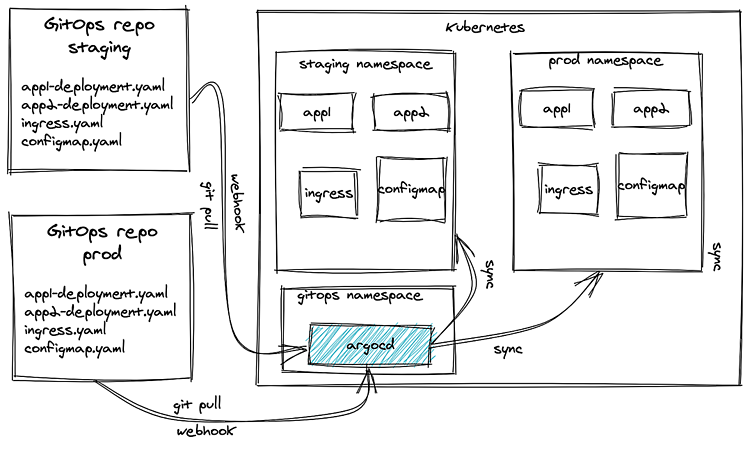 GitOps repo
staging
app1-deployment.yaml
app2-deployment.yaml
ingress.yaml
configmap.yaml
GitOps repo
prod
app1-deployment.yaml
app2-deployment.yaml
ingress.yaml
configmap.yaml
webhook
git pull
git pull
webhook
Kubernetes
staging namespace
app1
app2
ingress
configmap
prod namespace
app1
app2
ingress
configmap
sync
sync
gitops namespace
argocd
sync